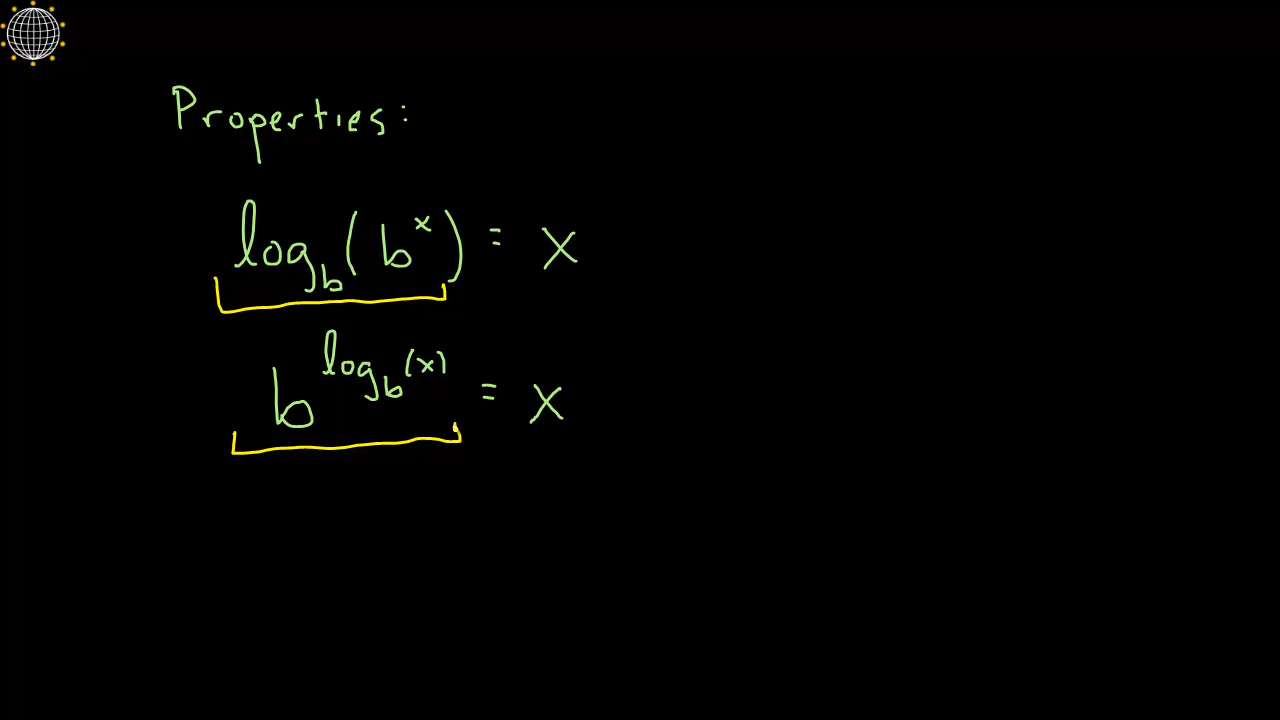 Properties:
log_b(b^x) = x
b^{log_b(x)} = x